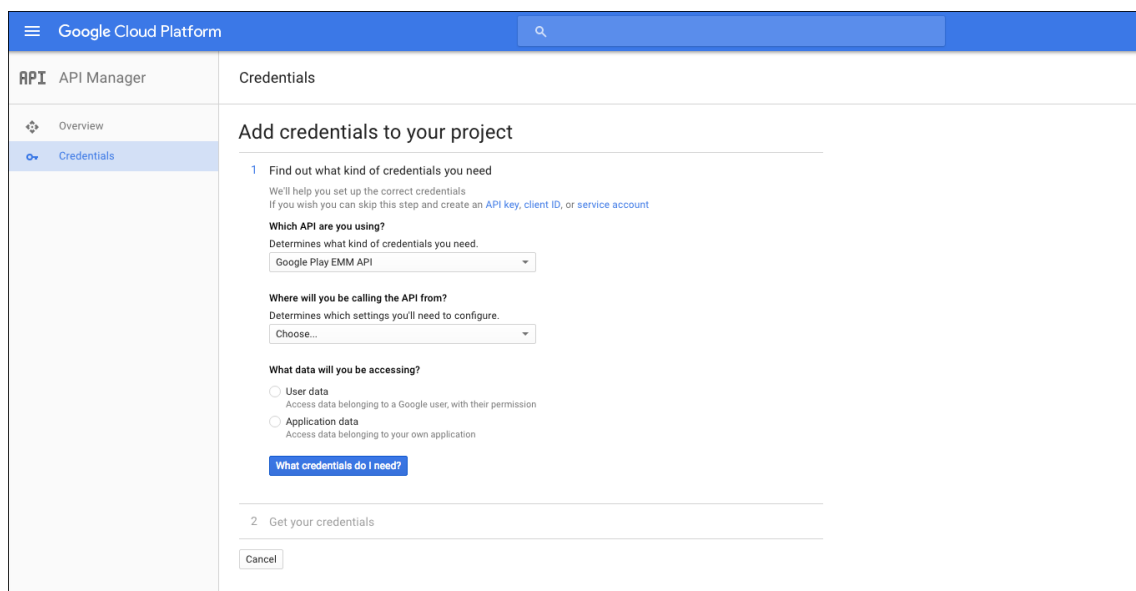 Google Cloud Platform
API API Manager
Credentials
Overview
Credentials
Add credentials to your project
1 Find out what kind of credentials you need
We'll help you set up the correct credentials
If you wish you can skip this step and create an API key, client ID, or service account
Which API are you using?
Determines what kind of credentials you need.
Google Play EMM API
Where will you be calling the API from?
Determines which settings you'll need to configure.
Choose...
What data will you be accessing?
User data
Access data belonging to a Google user, with their permission
Application data
Access data belonging to your own application
What credentials do I need?
2 Get your credentials
Cancel